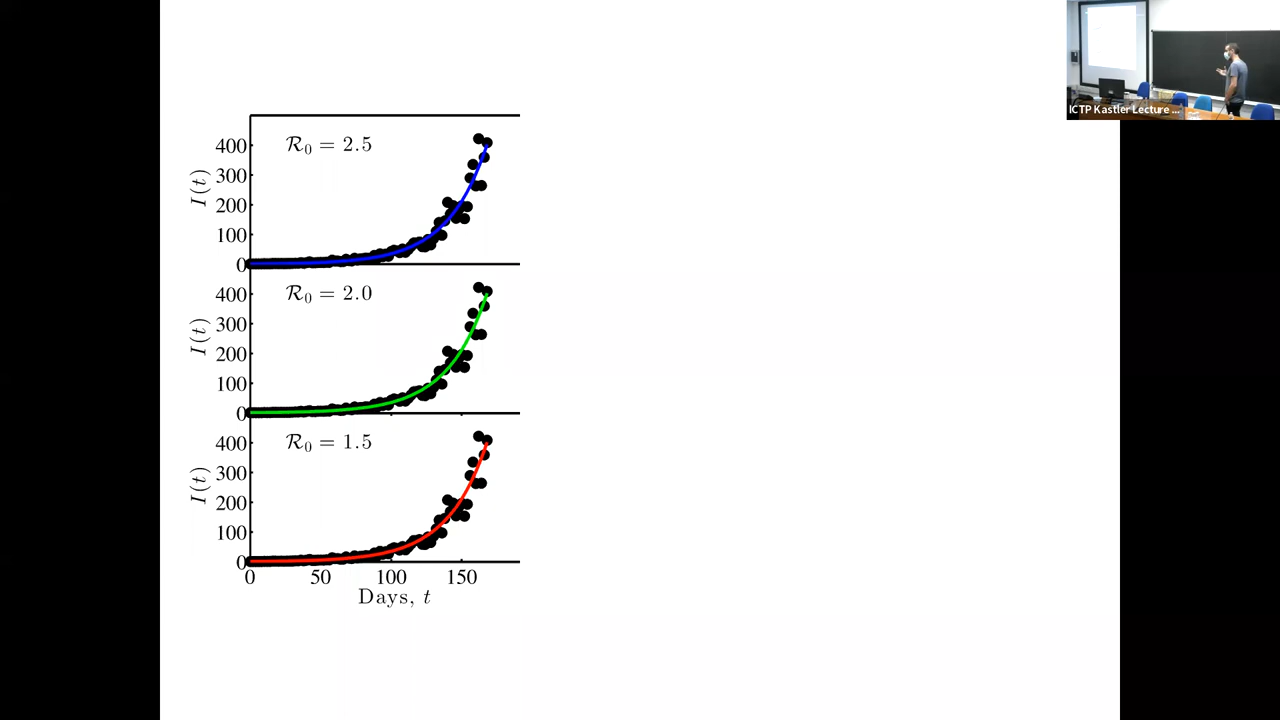 ICTP Kastler Lecture ...
ℛ₀ = 2.5
I(t)
400
300
200
100
0
ℛ₀ = 2.0
I(t)
400
300
200
100
0
ℛ₀ = 1.5
I(t)
400
300
200
100
0
0 50 100 150
Days, t